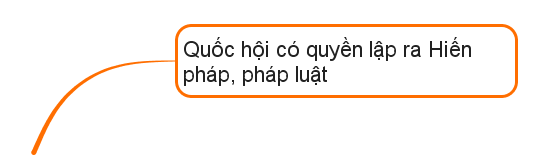 Quốc hội có quyền lập ra Hiến
pháp, pháp luật